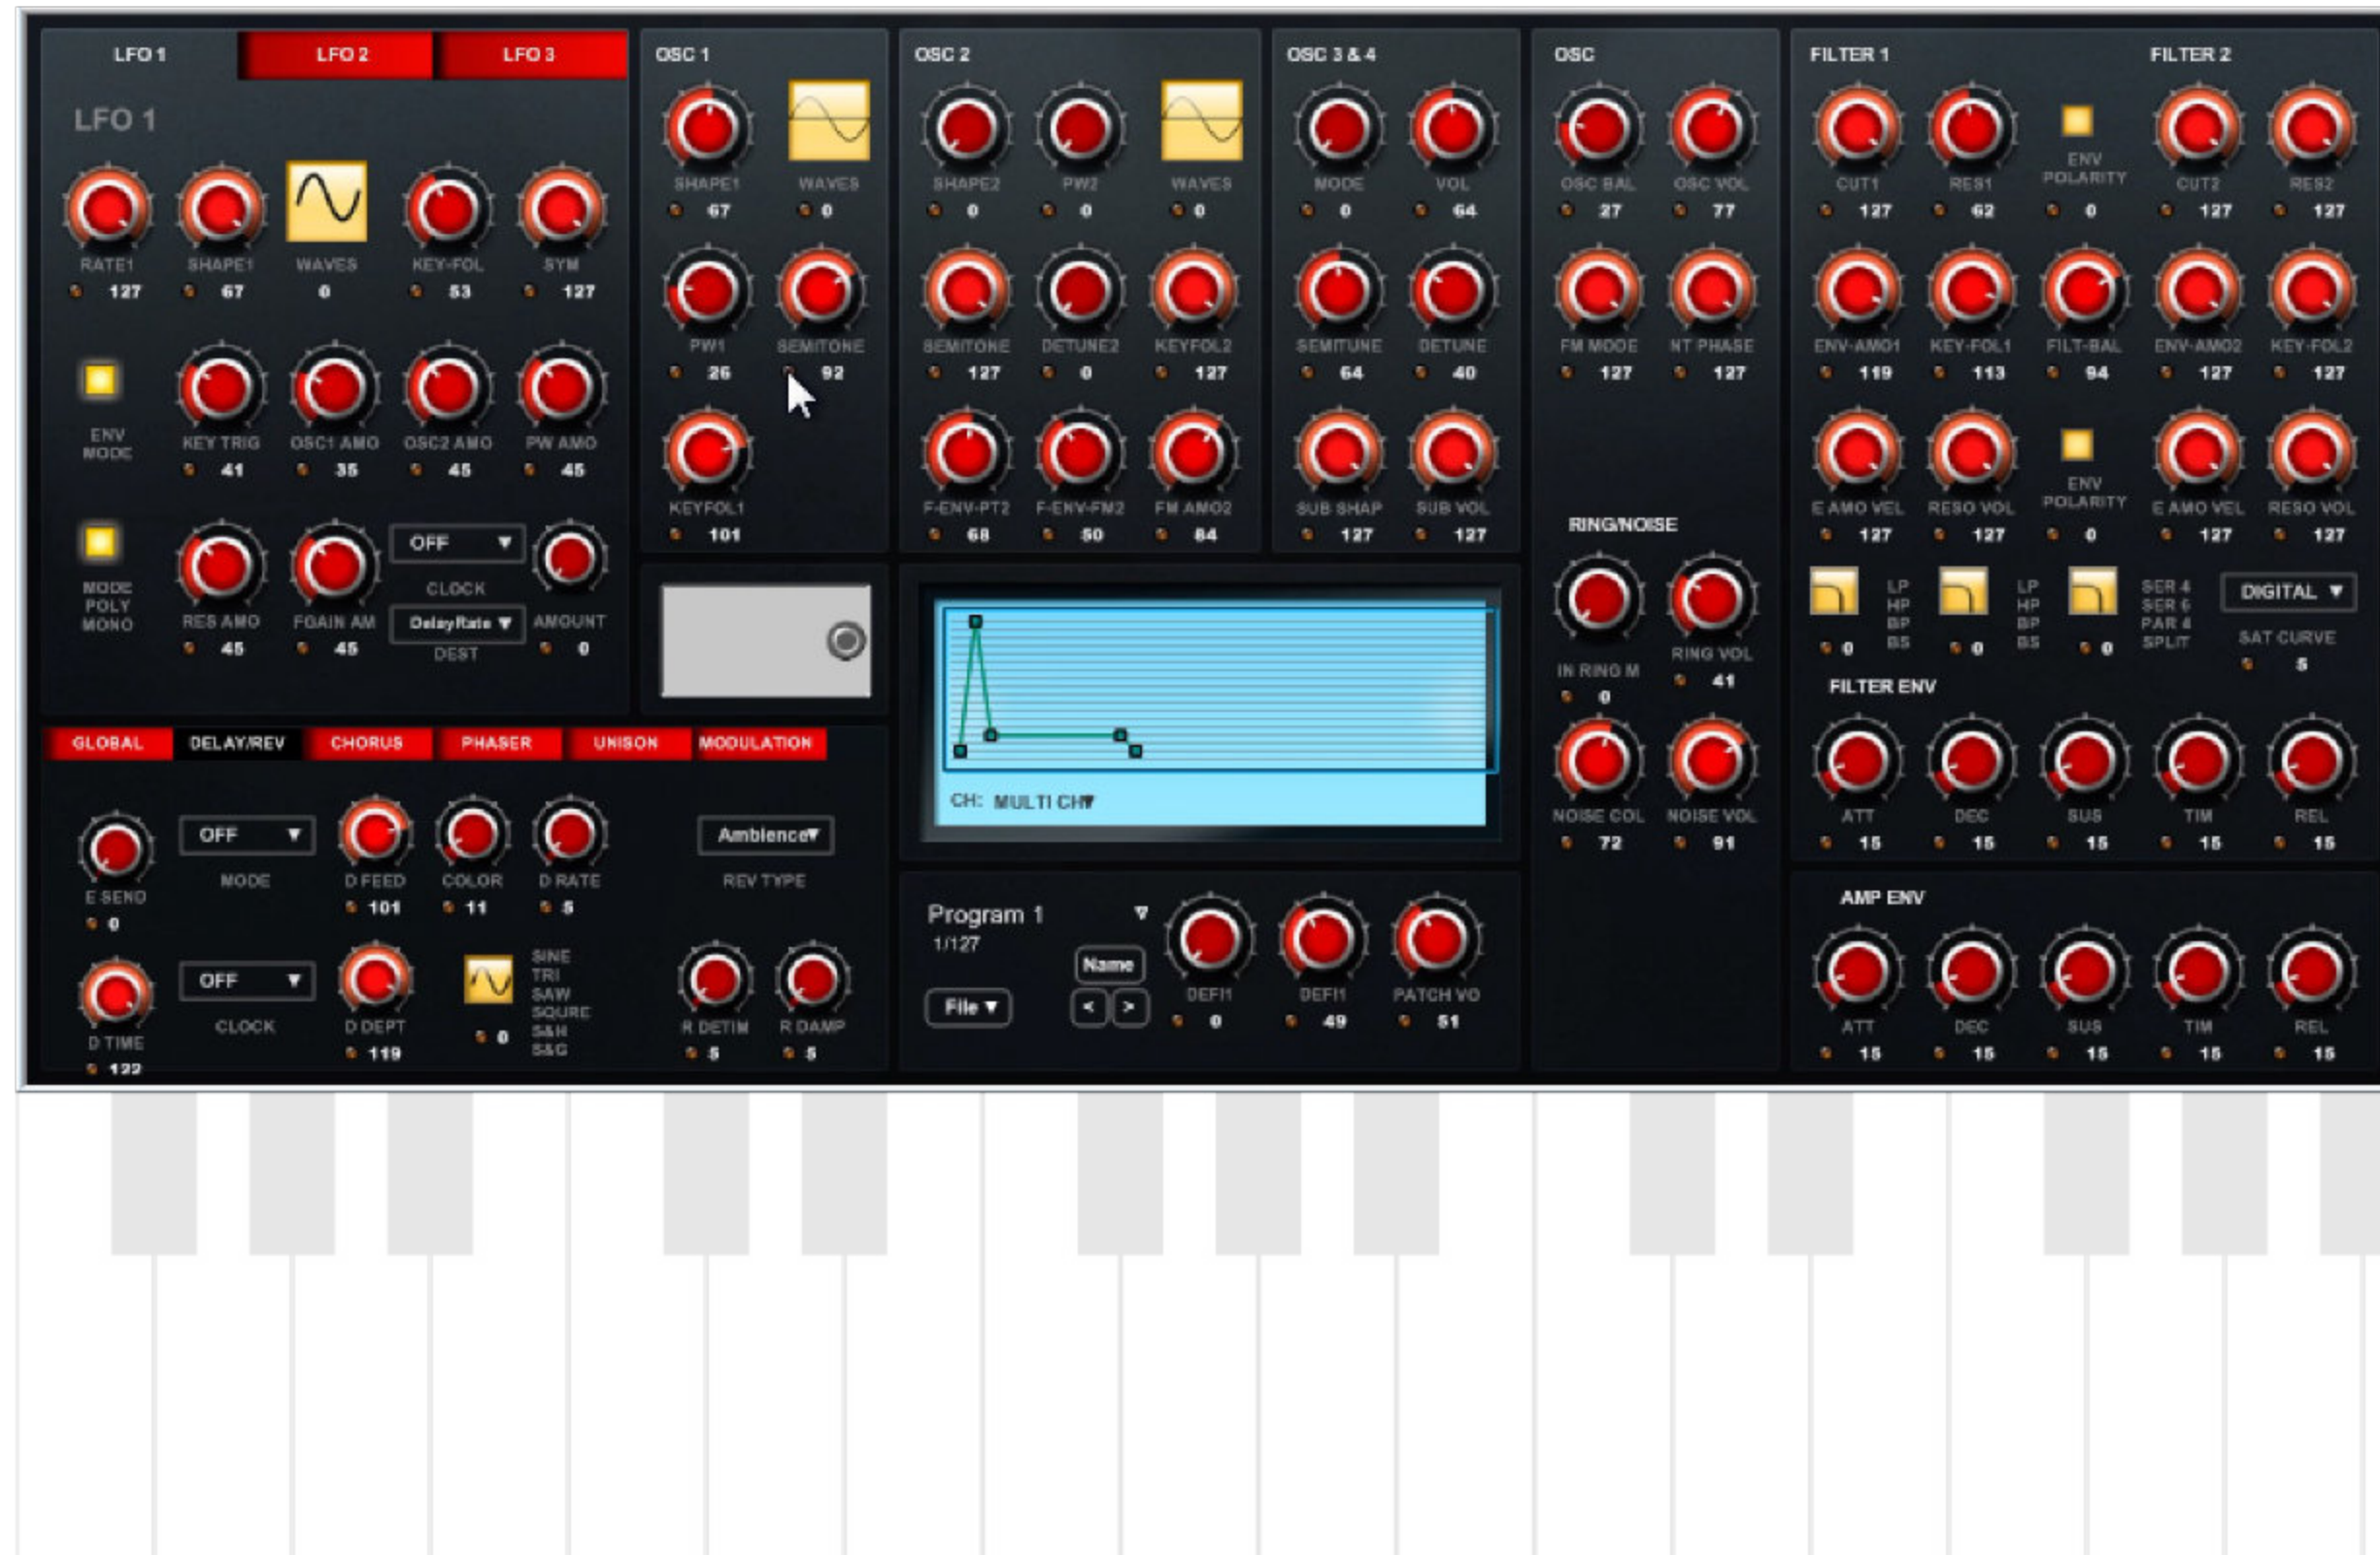 LFO 1 LFO 2 LFO 3
LFO 1
RATE1 SHAPE1 WAVES KEY-FOL SYM
127 67 0 53 127
ENV MODE
KEY TRIG OSC1 AMO OSC2 AMO PW AMO
41 35 45 45
MODE POLY MONO
OFF
CLOCK
RES AMO FGAIN AM DelayRate AMOUNT
45 45 DEST 0
OSC 1
SHAPE1 WAVES
67 0
PW1 SEMITONE
26 92
KEYFOL1
101
OSC 2
SHAPE2 PW2 WAVES
0 0 0
SEMITONE DETUNE2 KEYFOL2
127 0 127
F-ENV-PT2 F-ENV-FM2 FM AMO2
68 50 84
OSC 3 & 4
MODE VOL
0 64
SEMITUNE DETUNE
64 40
SUB SHAP SUB VOL
127 127
OSC
OSC BAL OSC VOL
27 77
FM MODE NT PHASE
127 127
RING/NOISE
IN RING M RING VOL
0 41
NOISE COL NOISE VOL
72 91
FILTER 1 FILTER 2
CUT1 RES1 ENV POLARITY CUT2 RES2
127 62 0 127 127
ENV-AMO1 KEY-FOL1 FILT-BAL ENV-AMO2 KEY-FOL2
119 113 94 127 127
E AMO VEL RESO VOL ENV POLARITY E AMO VEL RESO VOL
127 127 0 127 127
LP LP SER 4
HP HP SER 6
BP BP PAR 4
BS BS SPLIT
0 0 0
DIGITAL
SAT CURVE
5
FILTER ENV
ATT DEC SUS TIM REL
15 15 15 15 15
AMP ENV
ATT DEC SUS TIM REL
15 15 15 15 15
CH: MULTI CH
Program 1
1/127
Name
File < >
DEFI1 DEFI1 PATCH VO
0 49 51
GLOBAL DELAY/REV CHORUS PHASER UNISON MODULATION
OFF Ambience
E SEND MODE D FEED COLOR D RATE REV TYPE
0 101 11 5
OFF
D TIME CLOCK D DEPT R DETIM R DAMP
122 119 0 5 5
SINE
TRI
SAW
SQURE
S&H
S&G